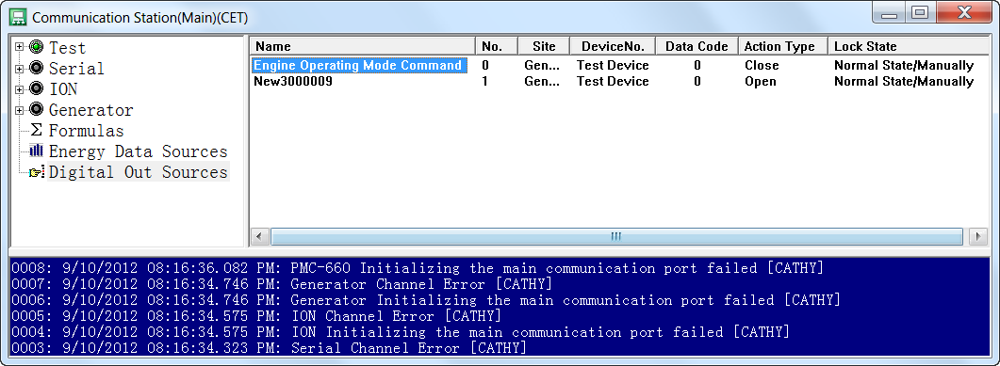 Communication Station(Main)(CET)
Test
Serial
ION
Generator
Formulas
Energy Data Sources
Digital Out Sources
Name No. Site DeviceNo. Data Code Action Type Lock State
Engine Operating Mode Command 0 Gen... Test Device 0 Close Normal State/Manually
New3000009 1 Gen... Test Device 0 Open Normal State/Manually
0008: 9/10/2012 08:16:36.082 PM: PMC-660 Initializing the main communication port failed [CATHY]
0007: 9/10/2012 08:16:34.746 PM: Generator Channel Error [CATHY]
0006: 9/10/2012 08:16:34.746 PM: Generator Initializing the main communication port failed [CATHY]
0005: 9/10/2012 08:16:34.575 PM: ION Channel Error [CATHY]
0004: 9/10/2012 08:16:34.575 PM: ION Initializing the main communication port failed [CATHY]
0003: 9/10/2012 08:16:34.323 PM: Serial Channel Error [CATHY]